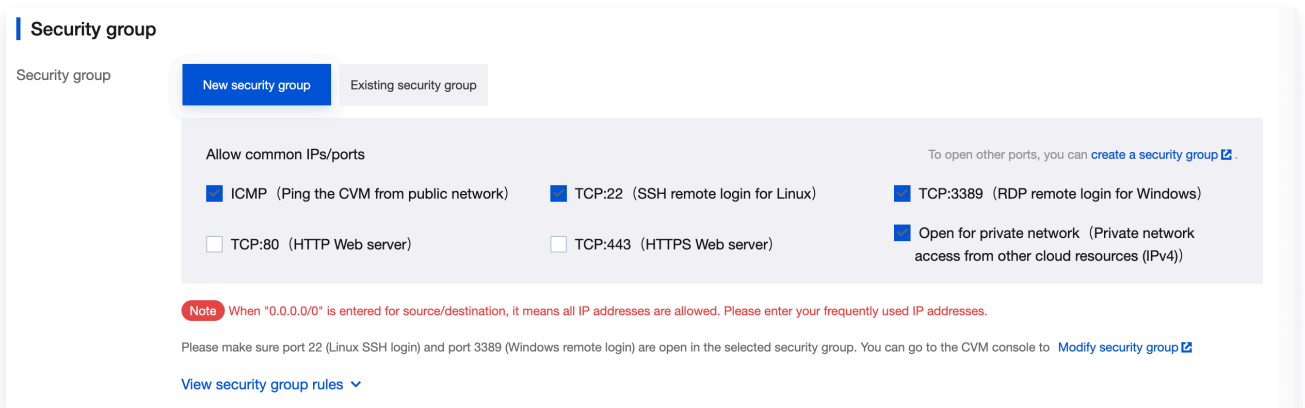 Security group
Security group
New security group
Existing security group
Allow common IPs/ports
To open other ports, you can create a security group .
ICMP（Ping the CVM from public network）
TCP:22（SSH remote login for Linux）
TCP:3389（RDP remote login for Windows）
TCP:80（HTTP Web server）
TCP:443（HTTPS Web server）
Open for private network（Private network
access from other cloud resources (IPv4)）
Note When "0.0.0.0/0" is entered for source/destination, it means all IP addresses are allowed. Please enter your frequently used IP addresses.
Please make sure port 22 (Linux SSH login) and port 3389 (Windows remote login) are open in the selected security group. You can go to the CVM console to Modify security group
View security group rules